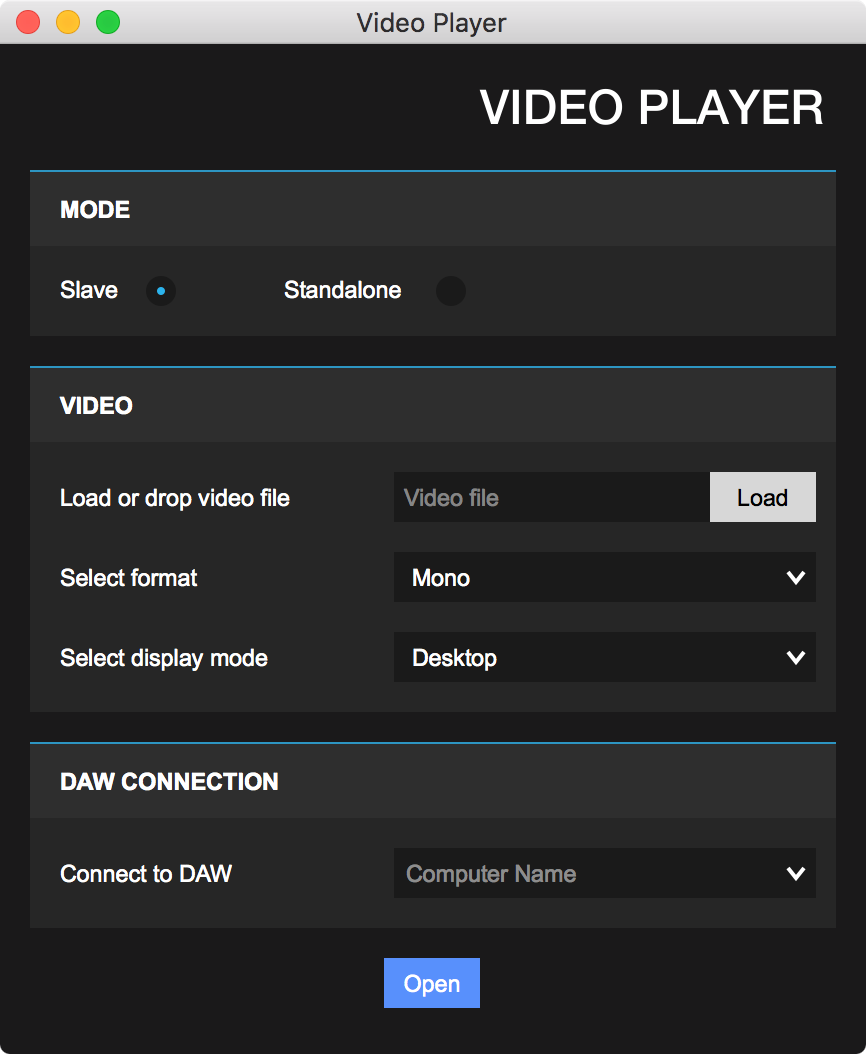 Video Player
VIDEO PLAYER
MODE
Slave Standalone
VIDEO
Load or drop video file Video file Load
Select format Mono
Select display mode Desktop
DAW CONNECTION
Connect to DAW Computer Name
Open